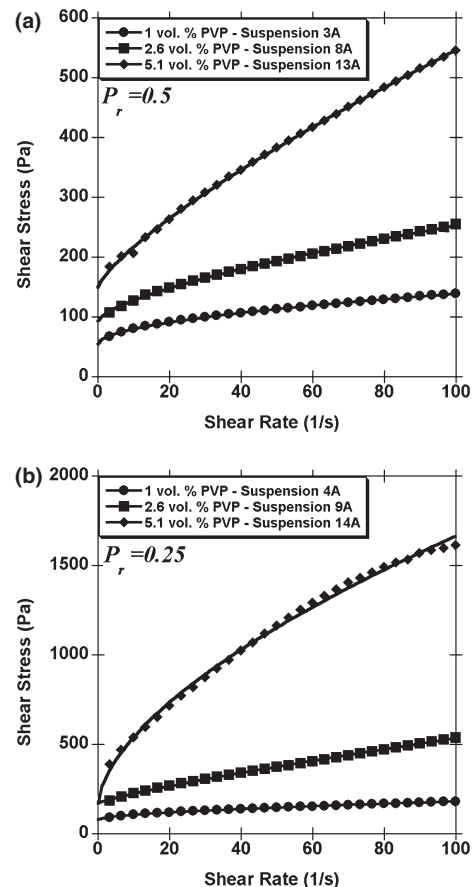 (a)
600
1 vol. % PVP - Suspension 3A
2.6 vol. % PVP - Suspension 8A
5.1 vol. % PVP - Suspension 13A
500
P_r=0.5
400
Shear Stress (Pa)
300
200
100
0
0 20 40 60 80 100
Shear Rate (1/s)
(b)
2000
1 vol. % PVP - Suspension 4A
2.6 vol. % PVP - Suspension 9A
5.1 vol. % PVP - Suspension 14A
P_r=0.25
1500
Shear Stress (Pa)
1000
500
0
0 20 40 60 80 100
Shear Rate (1/s)